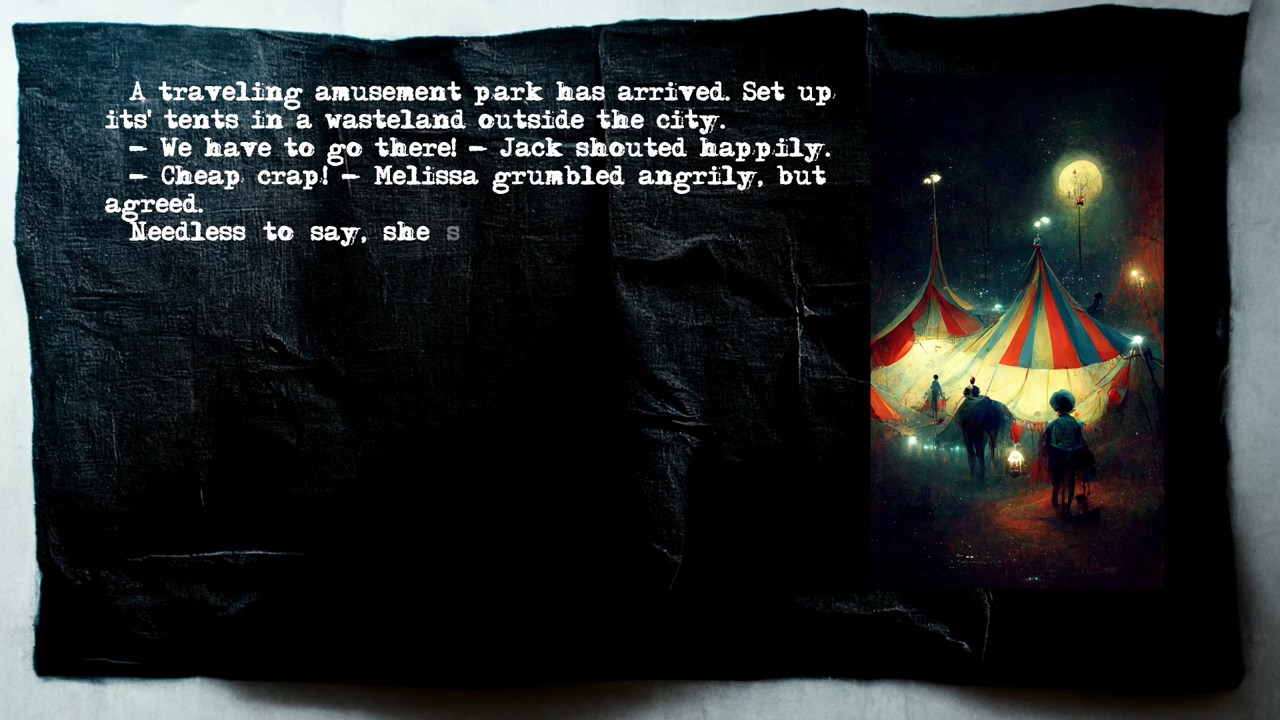 A traveling amusement park has arrived. Set up
its' tents in a wasteland outside the city.
– We have to go there! – Jack shouted happily.
– Cheap crap! – Melissa grumbled angrily, but
agreed.
Needless to say, she s